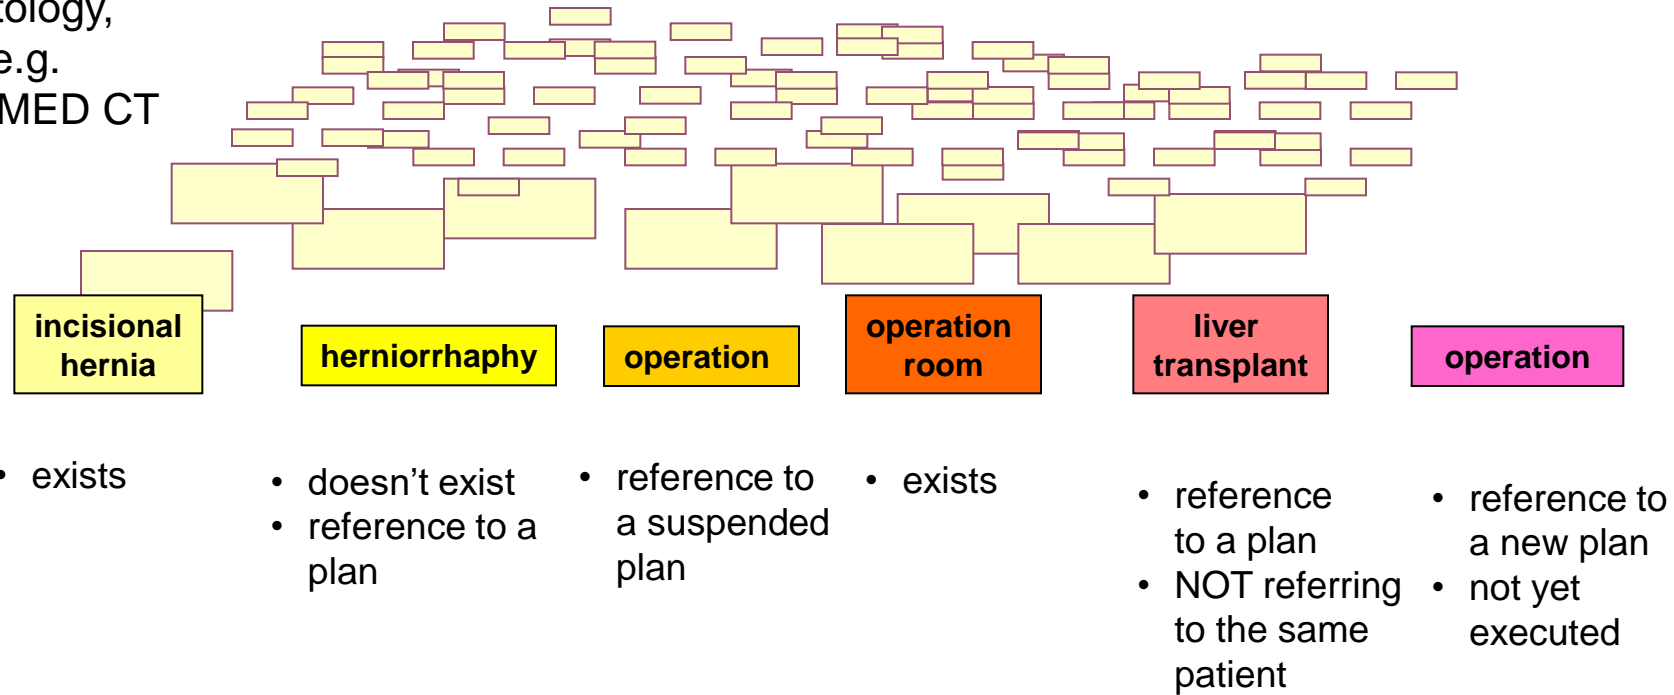 tology,
e.g.
MED CT
incisional
hernia
herniorrhaphy
operation
operation
room
liver
transplant
operation
• exists
• doesn’t exist
• reference to a
plan
• reference to
a suspended
plan
• exists
• reference
to a plan
• NOT referring
to the same
patient
• reference to
a new plan
• not yet
executed